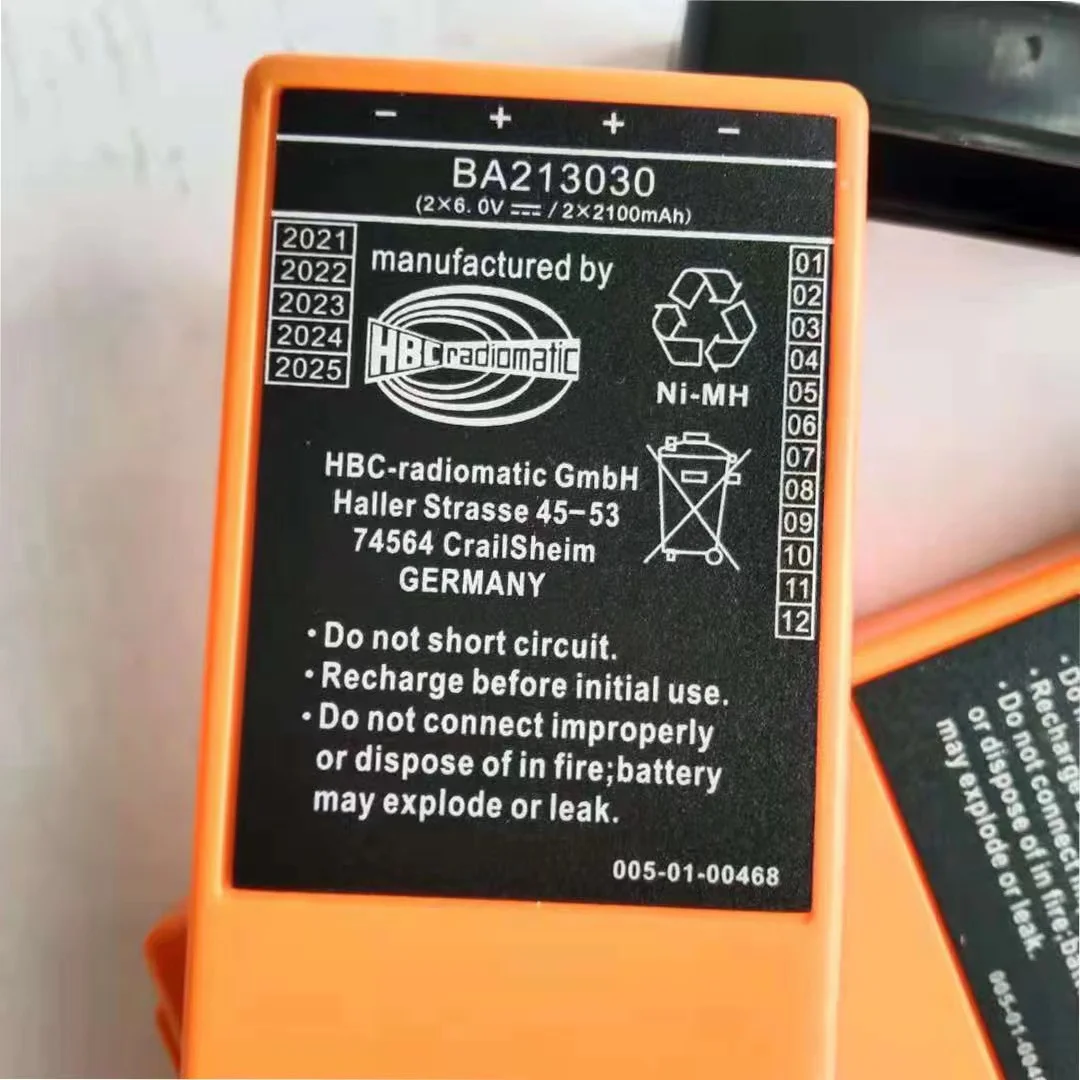 − + + −
BA213030
(2×6.0V ⎓ / 2×2100mAh)
2021
2022
2023
2024
2025
manufactured by
HBC radiomatic
Ni-MH
01
02
03
04
05
06
07
08
09
10
11
12
HBC-radiomatic GmbH
Haller Strasse 45-53
74564 CrailSheim
GERMANY
·Do not short circuit.
·Recharge before initial use.
·Do not connect improperly
or dispose of in fire;battery
may explode or leak.
005-01-00468
·Recharge
·Do not connect
or dispose of in fire;
may explode or leak.